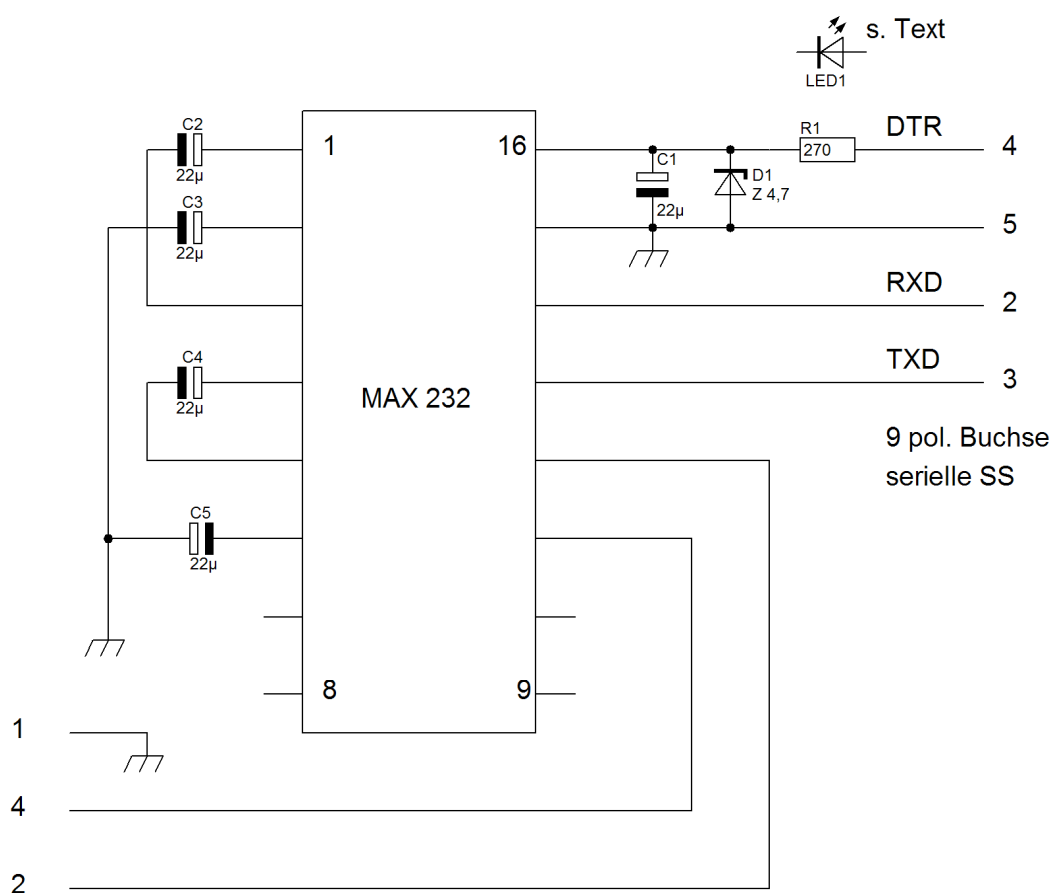 s. Text
LED1
C2
22µ
1
16
R1
270
DTR
4
C1
22µ
D1
Z 4,7
C3
22µ
5
RXD
2
C4
22µ
MAX 232
TXD
3
9 pol. Buchse
serielle SS
C5
22µ
8
9
1
4
2